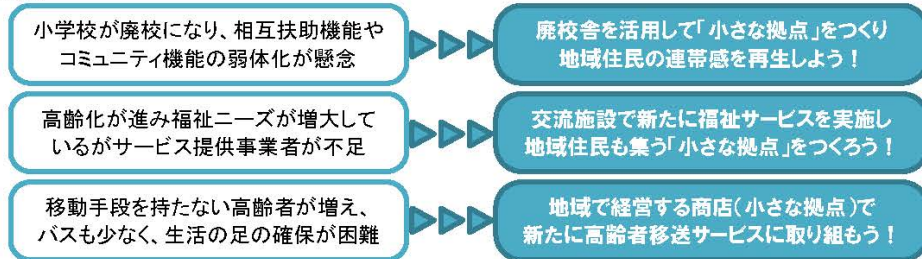 小学校が廃校になり、相互扶助機能や
コミュニティ機能の弱体化が懸念
廃校舎を活用して「小さな拠点」をつくり
地域住民の連帯感を再生しよう！
高齢化が進み福祉ニーズが増大して
いるがサービス提供事業者が不足
交流施設で新たに福祉サービスを実施し
地域住民も集う「小さな拠点」をつくろう！
移動手段を持たない高齢者が増え、
バスも少なく、生活の足の確保が困難
地域で経営する商店（小さな拠点）で
新たに高齢者移送サービスに取り組もう！